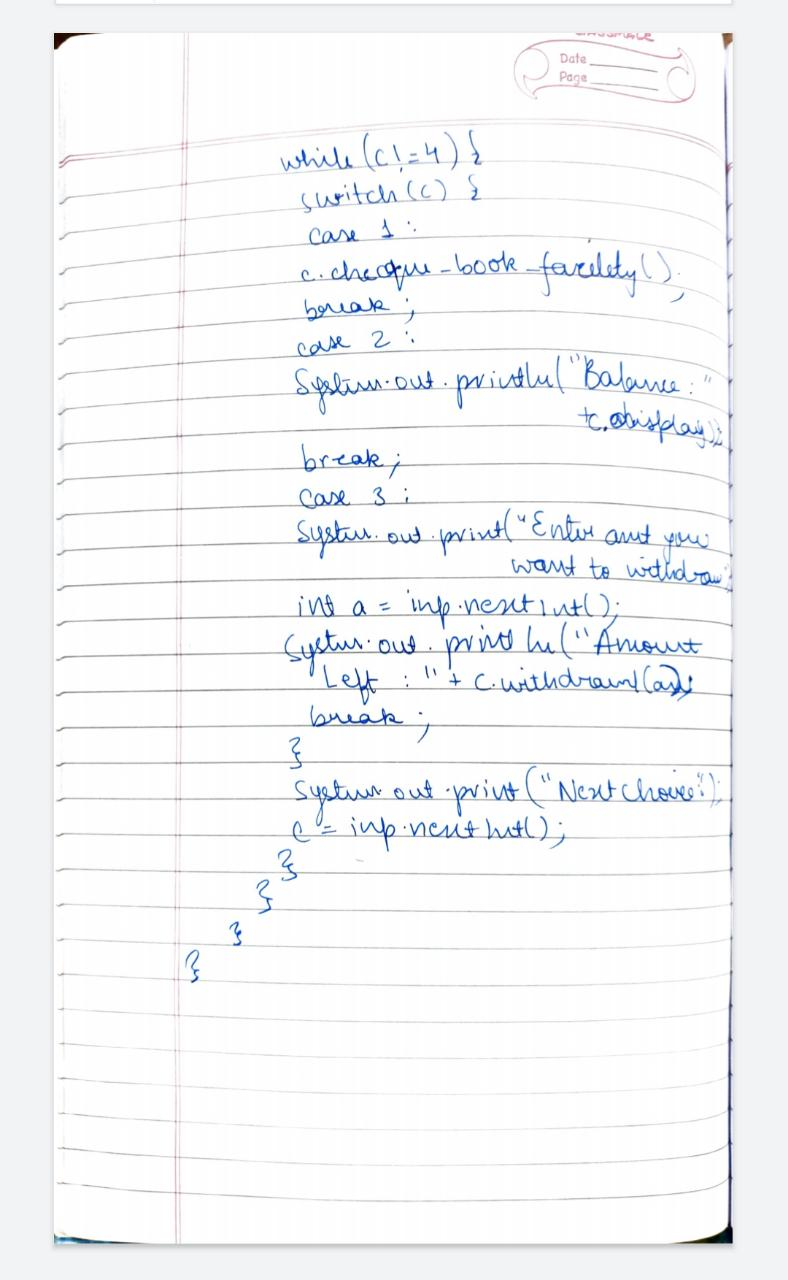 CLASSMATE
Date
Page
while (c!=4) {
switch (c) {
case 1 :
c.cheque_book_facility();
break ;
case 2 :
System.out.println("Balance : "
+c.display());
break ;
case 3 :
System.out.print("Enter amt you
want to withdraw
int a = inp.nextInt();
System.out.println("Amount
Left : " + c.withdrawl(a));
break ;
}
System.out.print("Next choice:");
c = inp.nextInt();
}
}
}
}